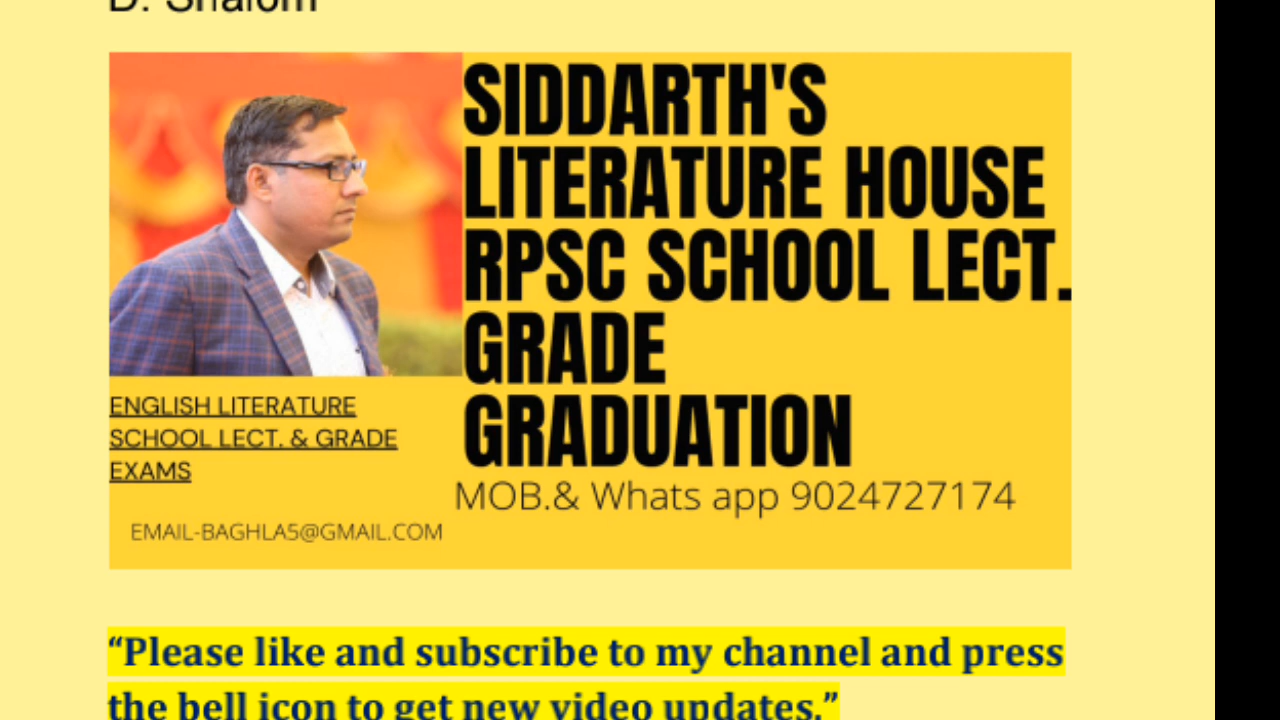 D. Shalom
SIDDARTH'S
LITERATURE HOUSE
RPSC SCHOOL LECT.
GRADE
GRADUATION
MOB.& Whats app 9024727174
ENGLISH LITERATURE
SCHOOL LECT. & GRADE
EXAMS
EMAIL-BAGHLA5@GMAIL.COM
“Please like and subscribe to my channel and press
the bell icon to get new video updates.”